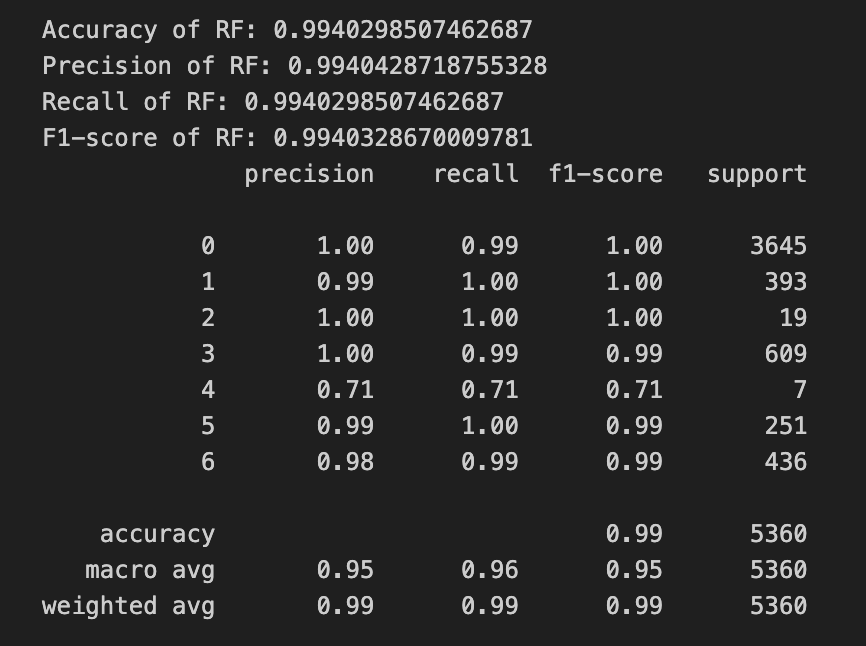 Accuracy of RF: 0.9940298507462687
Precision of RF: 0.9940428718755328
Recall of RF: 0.9940298507462687
F1-score of RF: 0.9940328670009781
precision recall f1-score support
0 1.00 0.99 1.00 3645
1 0.99 1.00 1.00 393
2 1.00 1.00 1.00 19
3 1.00 0.99 0.99 609
4 0.71 0.71 0.71 7
5 0.99 1.00 0.99 251
6 0.98 0.99 0.99 436
accuracy 0.99 5360
macro avg 0.95 0.96 0.95 5360
weighted avg 0.99 0.99 0.99 5360